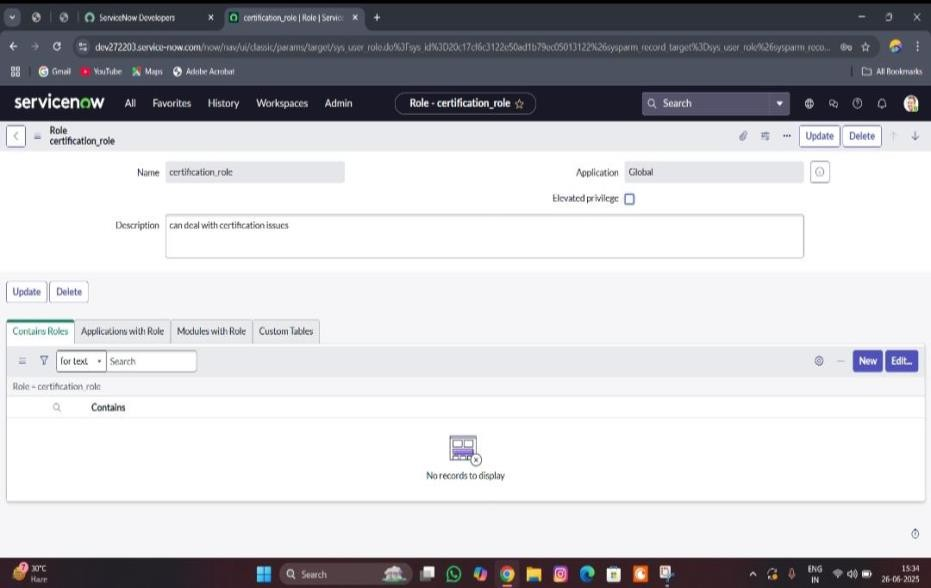 ServiceNow Developers
certification_role | Role | Servic
dev272203.service-now.com/now/nav/ui/classic/params/target/sys_user_role.do%3Fsys_id%3D20c17cf6c3122e50ad1b79ec05013122%26sysparm_record_target%3Dsys_user_role%26sysparm_reco...
Gmail YouTube Maps Adobe Acrobat All Bookmarks
servicenow All Favorites History Workspaces Admin Role - certification_role Search
Role
certification_role
Update Delete
Name certification_role Application Global
Elevated privilege
Description can deal with certification issues
Update Delete
Contains Roles Applications with Role Modules with Role Custom Tables
for text Search New Edit...
Role = certification_role
Contains
No records to display
7 30°C
Haze
Search
ENG
IN
15:34
26-06-2025